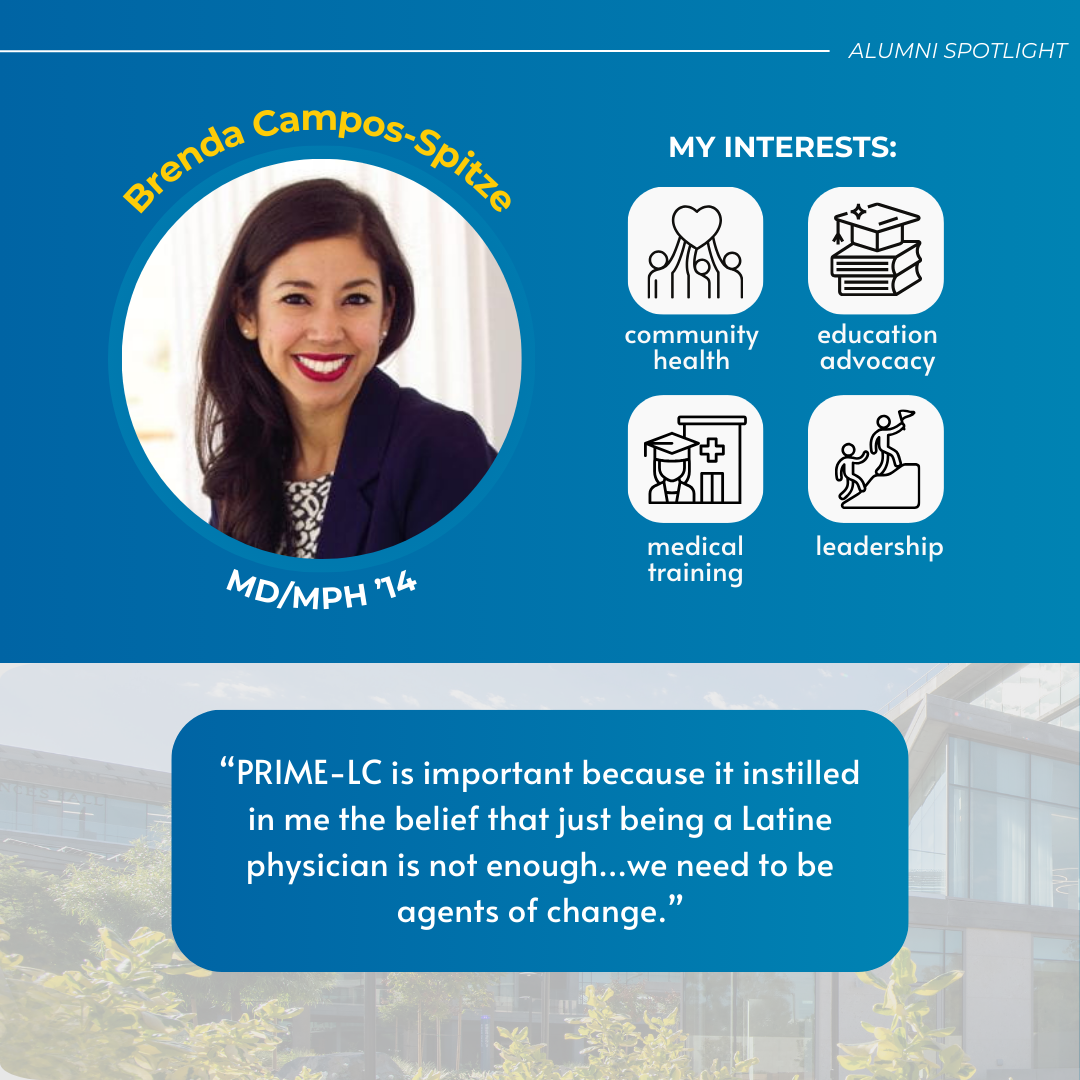 ALUMNI SPOTLIGHT
Brenda Campos-Spitze
MD/MPH '14
MY INTERESTS:
community
health
education
advocacy
medical
training
leadership
“PRIME-LC is important because it instilled
in me the belief that just being a Latine
physician is not enough...we need to be
agents of change.”